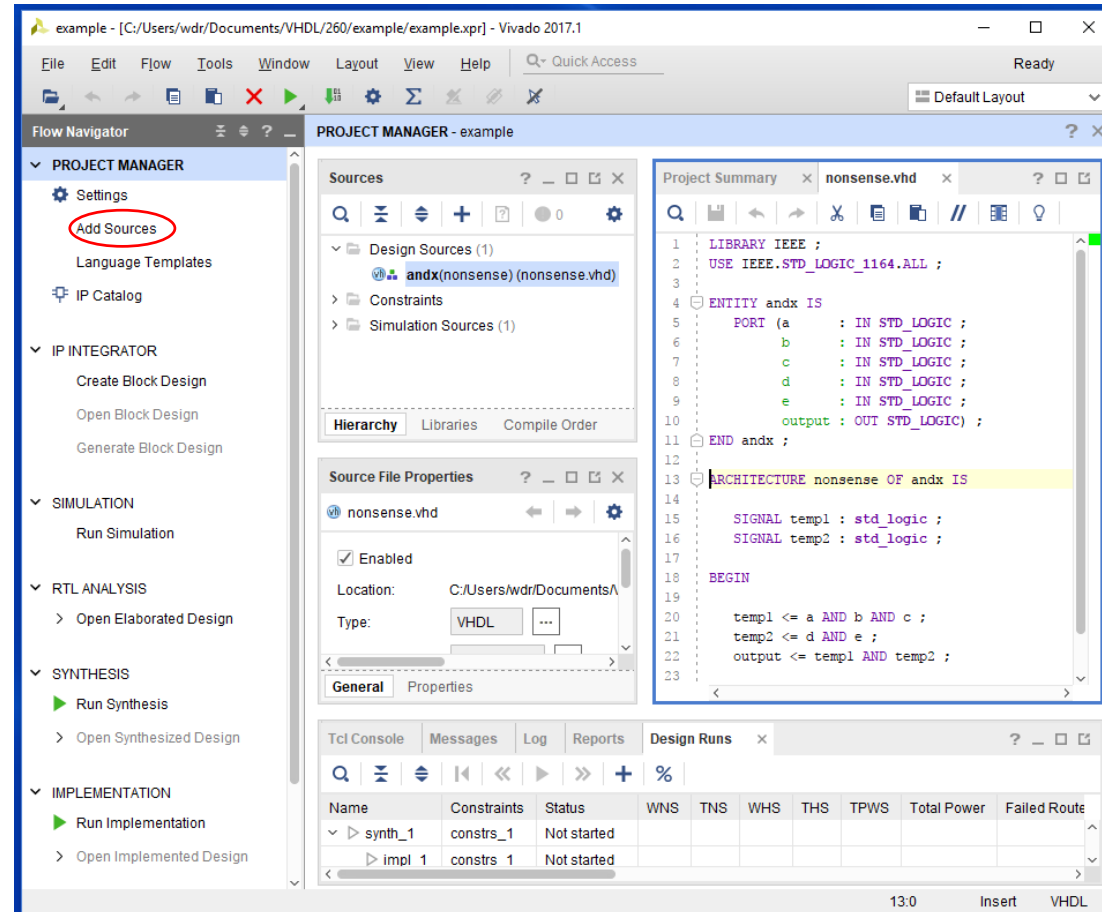 example - [C:/Users/wdr/Documents/VHDL/260/example/example.xpr] - Vivado 2017.1
File Edit Flow Tools Window Layout View Help Quick Access Ready
Default Layout
Flow Navigator
PROJECT MANAGER
Settings
Add Sources
Language Templates
IP Catalog
IP INTEGRATOR
Create Block Design
Open Block Design
Generate Block Design
SIMULATION
Run Simulation
RTL ANALYSIS
Open Elaborated Design
SYNTHESIS
Run Synthesis
Open Synthesized Design
IMPLEMENTATION
Run Implementation
Open Implemented Design
PROJECT MANAGER - example
Sources
0
Design Sources (1)
andx(nonsense) (nonsense.vhd)
Constraints
Simulation Sources (1)
Hierarchy Libraries Compile Order
Source File Properties
nonsense.vhd
Enabled
Location: C:/Users/wdr/Documents/
Type: VHDL ...
General Properties
Project Summary nonsense.vhd
1 LIBRARY IEEE ;
2 USE IEEE.STD_LOGIC_1164.ALL ;
3
4 ENTITY andx IS
5 PORT (a : IN STD_LOGIC ;
6 b : IN STD_LOGIC ;
7 c : IN STD_LOGIC ;
8 d : IN STD_LOGIC ;
9 e : IN STD_LOGIC ;
10 output : OUT STD_LOGIC) ;
11 END andx ;
12
13 ARCHITECTURE nonsense OF andx IS
14
15 SIGNAL temp1 : std_logic ;
16 SIGNAL temp2 : std_logic ;
17
18 BEGIN
19
20 temp1 <= a AND b AND c ;
21 temp2 <= d AND e ;
22 output <= temp1 AND temp2 ;
23
Tcl Console Messages Log Reports Design Runs
Name Constraints Status WNS TNS WHS THS TPWS Total Power Failed Route
synth_1 constrs_1 Not started
impl_1 constrs_1 Not started
13:0 Insert VHDL